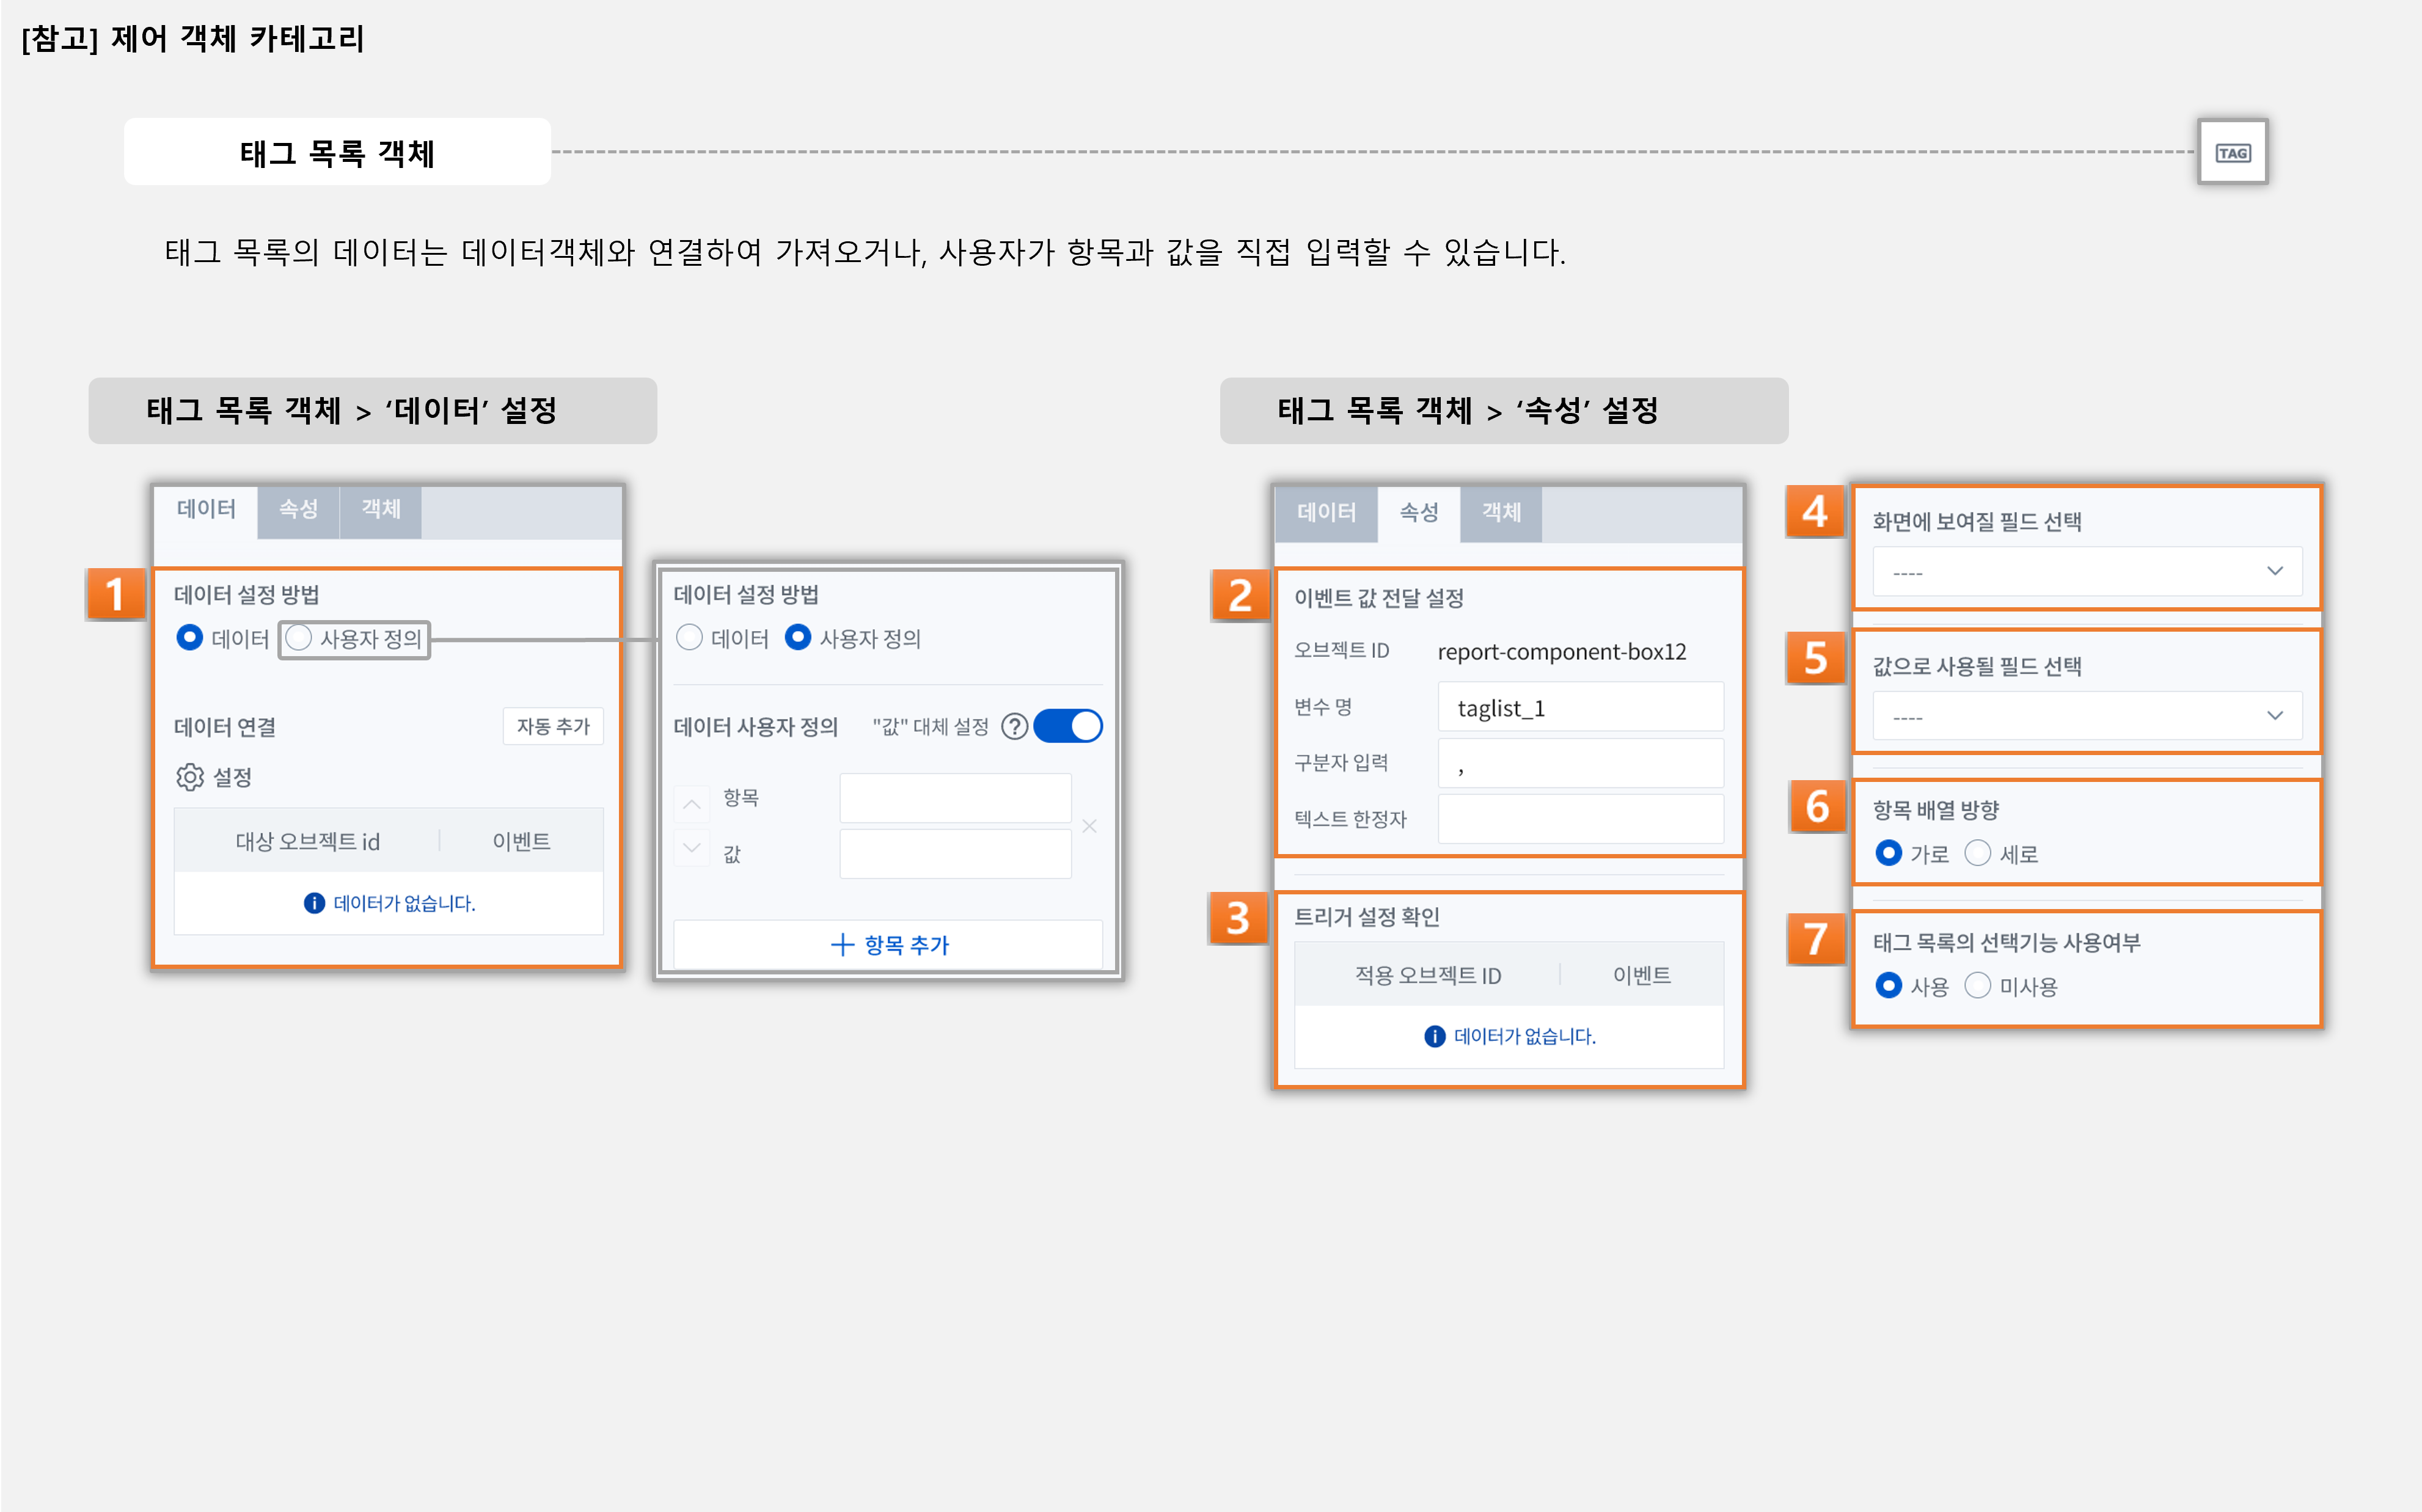 [참고] 제어 객체 카테고리
태그 목록 객체
TAG
태그 목록의 데이터는 데이터객체와 연결하여 가져오거나, 사용자가 항목과 값을 직접 입력할 수 있습니다.
태그 목록 객체 > ‘데이터’ 설정
데이터 속성 객체
1
데이터 설정 방법
데이터 사용자 정의
데이터 연결 자동 추가
설정
대상 오브젝트 id 이벤트
데이터가 없습니다.
데이터 설정 방법
데이터 사용자 정의
데이터 사용자 정의 "값" 대체 설정 ?
항목
값
+ 항목 추가
태그 목록 객체 > ‘속성’ 설정
데이터 속성 객체
2
이벤트 값 전달 설정
오브젝트 ID report-component-box12
변수 명 taglist_1
구분자 입력 ,
텍스트 한정자
3
트리거 설정 확인
적용 오브젝트 ID 이벤트
데이터가 없습니다.
4
화면에 보여질 필드 선택
----
5
값으로 사용될 필드 선택
----
6
항목 배열 방향
가로 세로
7
태그 목록의 선택기능 사용여부
사용 미사용